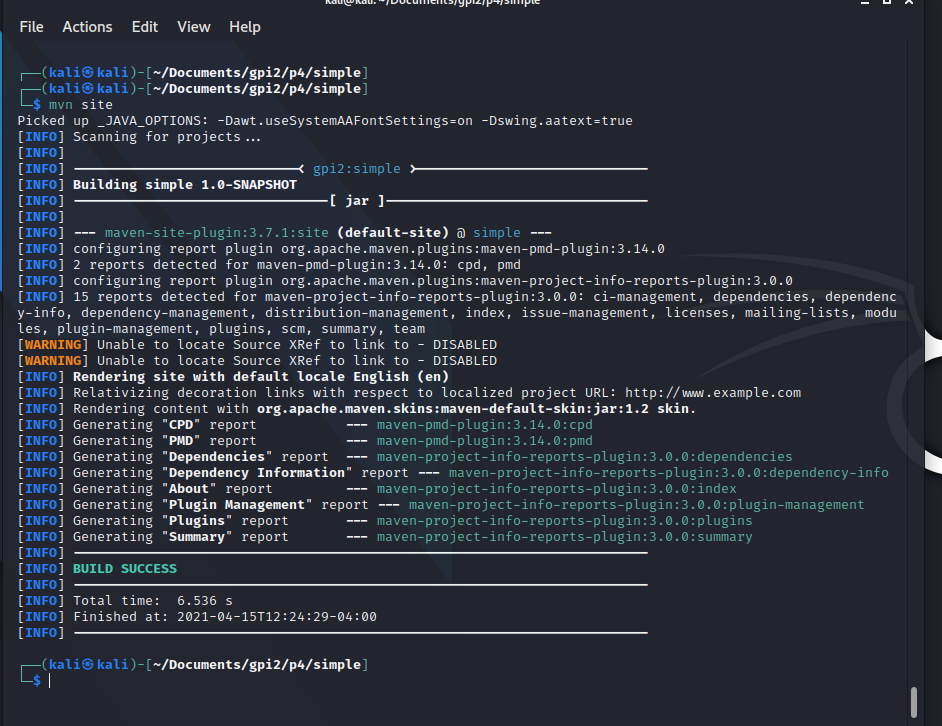 kali@kali: ~/Documents/gpi2/p4/simple
File Actions Edit View Help
┌──(kali㉿kali)-[~/Documents/gpi2/p4/simple]
┌──(kali㉿kali)-[~/Documents/gpi2/p4/simple]
└─$ mvn site
Picked up _JAVA_OPTIONS: -Dawt.useSystemAAFontSettings=on -Dswing.aatext=true
[INFO] Scanning for projects...
[INFO]
[INFO] ----------------------------< gpi2:simple >-----------------------------
[INFO] Building simple 1.0-SNAPSHOT
[INFO] --------------------------------[ jar ]---------------------------------
[INFO]
[INFO] --- maven-site-plugin:3.7.1:site (default-site) @ simple ---
[INFO] configuring report plugin org.apache.maven.plugins:maven-pmd-plugin:3.14.0
[INFO] 2 reports detected for maven-pmd-plugin:3.14.0: cpd, pmd
[INFO] configuring report plugin org.apache.maven.plugins:maven-project-info-reports-plugin:3.0.0
[INFO] 15 reports detected for maven-project-info-reports-plugin:3.0.0: ci-management, dependencies, dependenc
y-info, dependency-management, distribution-management, index, issue-management, licenses, mailing-lists, modu
les, plugin-management, plugins, scm, summary, team
[WARNING] Unable to locate Source XRef to link to - DISABLED
[WARNING] Unable to locate Source XRef to link to - DISABLED
[INFO] Rendering site with default locale English (en)
[INFO] Relativizing decoration links with respect to localized project URL: http://www.example.com
[INFO] Rendering content with org.apache.maven.skins:maven-default-skin:jar:1.2 skin.
[INFO] Generating "CPD" report --- maven-pmd-plugin:3.14.0:cpd
[INFO] Generating "PMD" report --- maven-pmd-plugin:3.14.0:pmd
[INFO] Generating "Dependencies" report --- maven-project-info-reports-plugin:3.0.0:dependencies
[INFO] Generating "Dependency Information" report --- maven-project-info-reports-plugin:3.0.0:dependency-info
[INFO] Generating "About" report --- maven-project-info-reports-plugin:3.0.0:index
[INFO] Generating "Plugin Management" report --- maven-project-info-reports-plugin:3.0.0:plugin-management
[INFO] Generating "Plugins" report --- maven-project-info-reports-plugin:3.0.0:plugins
[INFO] Generating "Summary" report --- maven-project-info-reports-plugin:3.0.0:summary
[INFO] ------------------------------------------------------------------------
[INFO] BUILD SUCCESS
[INFO] ------------------------------------------------------------------------
[INFO] Total time: 6.536 s
[INFO] Finished at: 2021-04-15T12:24:29-04:00
[INFO] ------------------------------------------------------------------------
┌──(kali㉿kali)-[~/Documents/gpi2/p4/simple]
└─$